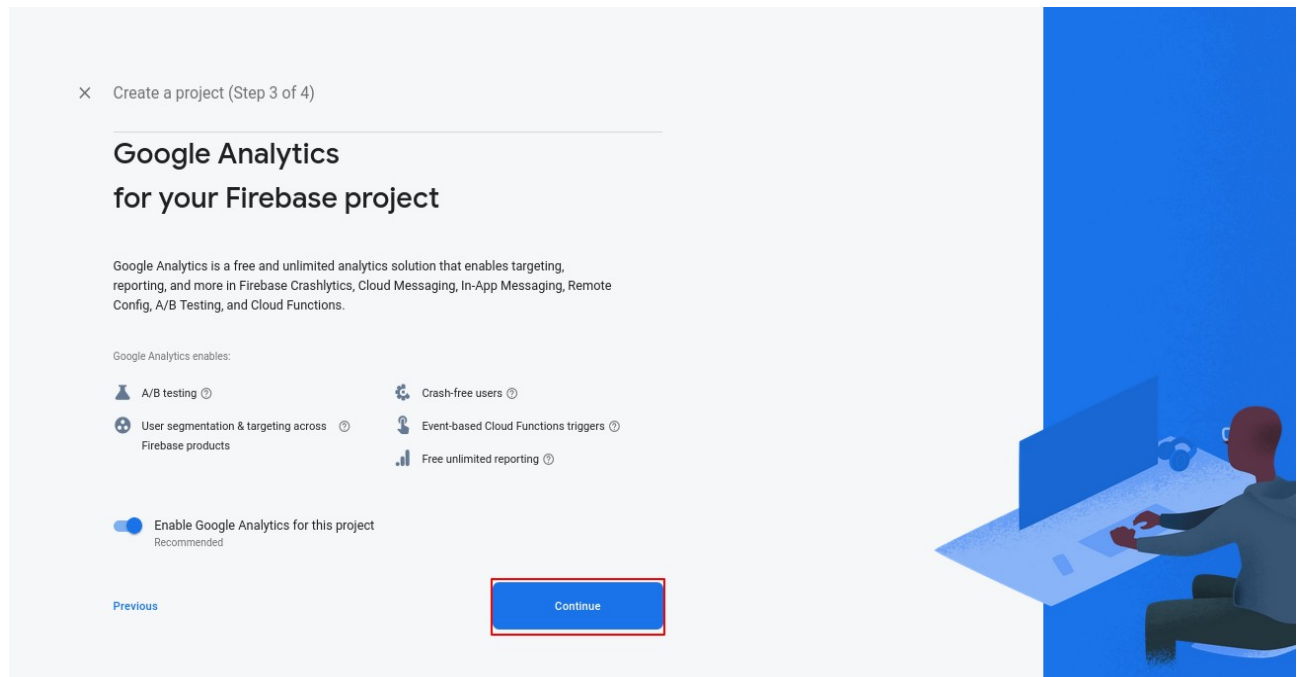 Create a project (Step 3 of 4)
Google Analytics
for your Firebase project
Google Analytics is a free and unlimited analytics solution that enables targeting,
reporting, and more in Firebase Crashlytics, Cloud Messaging, In-App Messaging, Remote
Config, A/B Testing, and Cloud Functions.
Google Analytics enables:
A/B testing
User segmentation & targeting across
Firebase products
Crash-free users
Event-based Cloud Functions triggers
Free unlimited reporting
Enable Google Analytics for this project
Recommended
Previous
Continue